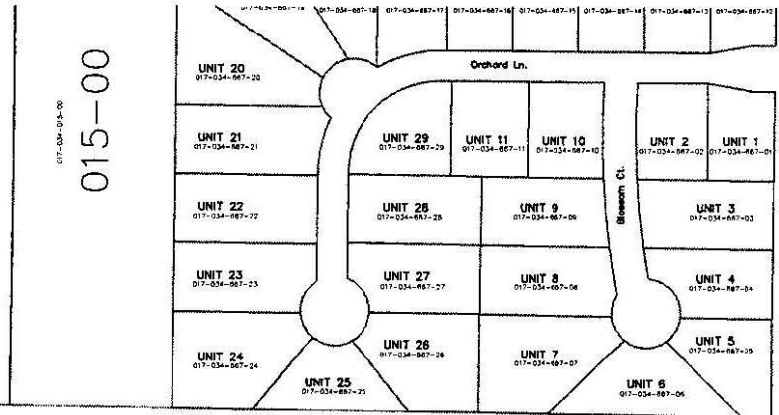 017-034-667-18
017-034-667-17
017-034-667-16
017-034-667-15
017-034-667-14
017-034-667-13
017-034-667-12
Orchard Ln.
UNIT 20
017-034-667-20
017-034-015-00
015-00
UNIT 21
017-034-667-21
UNIT 29
017-034-667-29
UNIT 11
017-034-667-11
UNIT 10
017-034-667-10
UNIT 2
017-034-667-02
UNIT 1
017-034-667-01
Blossom Ct.
UNIT 22
017-034-667-22
UNIT 28
017-034-667-28
UNIT 9
017-034-667-09
UNIT 3
017-034-667-03
UNIT 23
017-034-667-23
UNIT 27
017-034-667-27
UNIT 8
017-034-667-08
UNIT 4
017-034-667-04
UNIT 24
017-034-667-24
UNIT 26
017-034-667-26
UNIT 7
017-034-667-07
UNIT 5
017-034-667-05
UNIT 25
017-034-667-25
UNIT 6
017-034-667-06